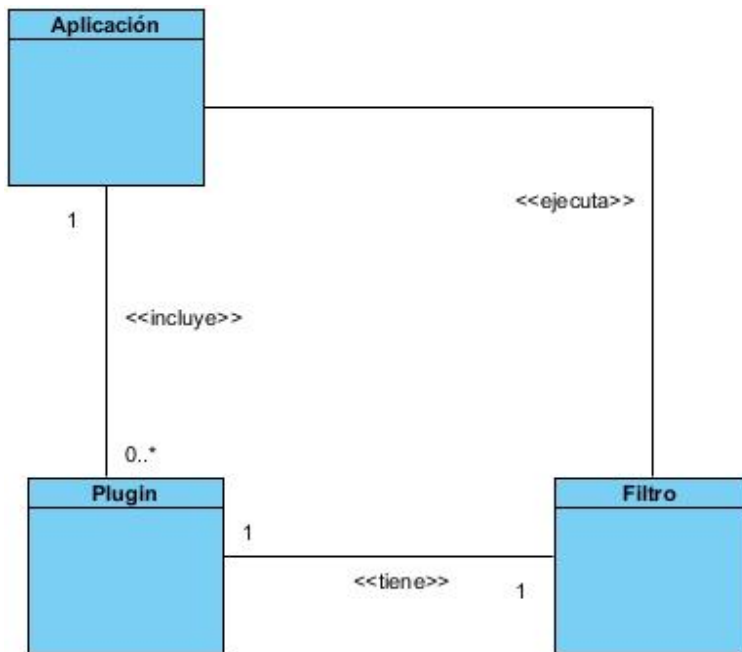 Aplicación
<<ejecuta>>
1
<<incluye>>
0..*
Plugin
Filtro
1
<<tiene>>
1